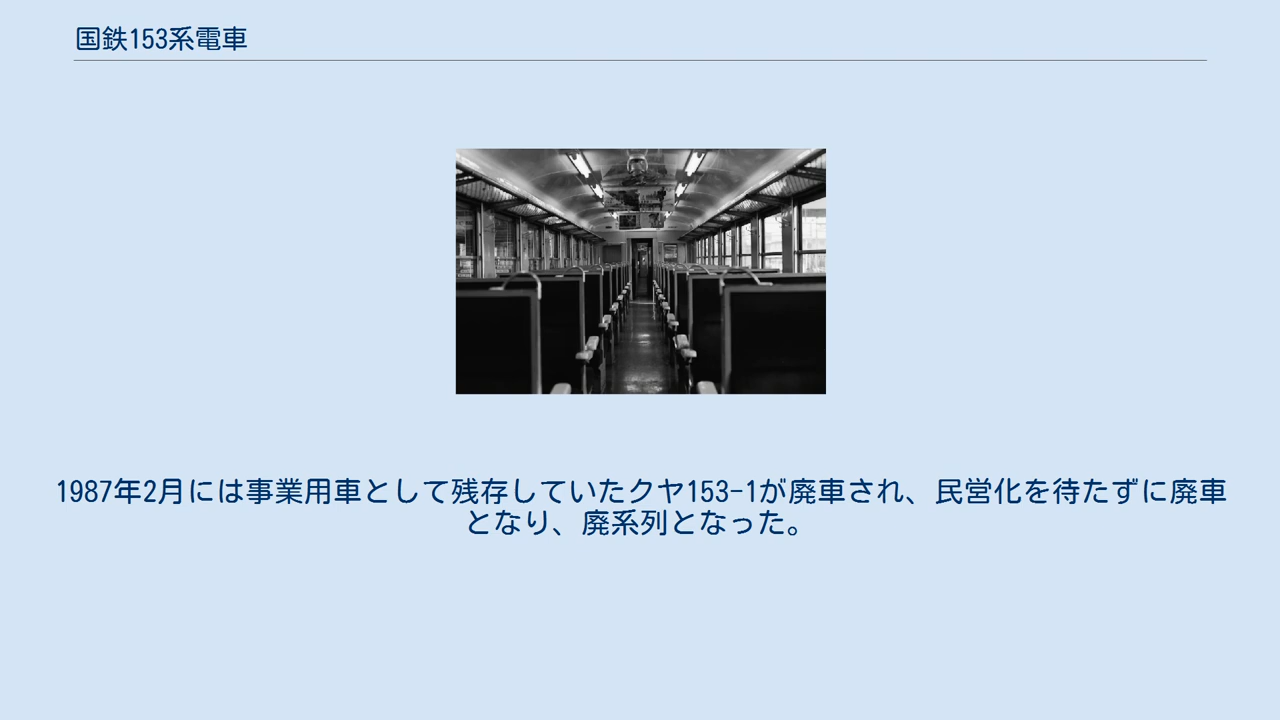 国鉄153系電車
1987年2月には事業用車として残存していたクヤ153-1が廃車され、民営化を待たずに廃車
となり、廃系列となった。